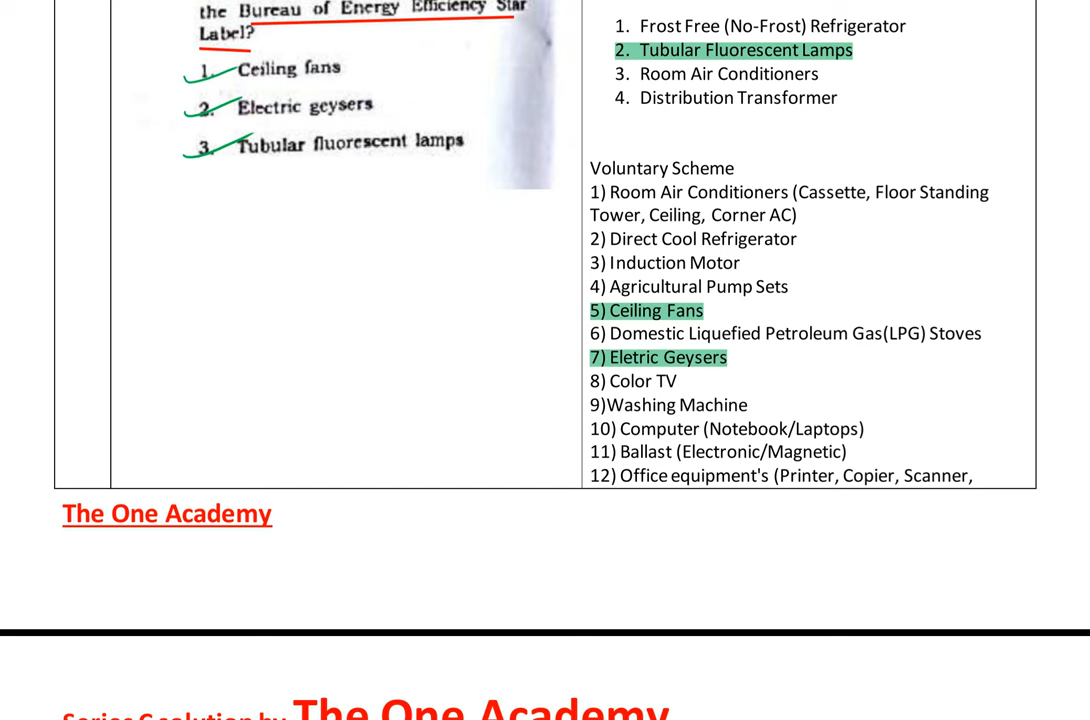 the Bureau of Energy Efficiency Star
Label?
1. Ceiling fans
2. Electric geysers
3. Tubular fluorescent lamps
1. Frost Free (No-Frost) Refrigerator
2. Tubular Fluorescent Lamps
3. Room Air Conditioners
4. Distribution Transformer
Voluntary Scheme
1) Room Air Conditioners (Cassette, Floor Standing
Tower, Ceiling, Corner AC)
2) Direct Cool Refrigerator
3) Induction Motor
4) Agricultural Pump Sets
5) Ceiling Fans
6) Domestic Liquefied Petroleum Gas(LPG) Stoves
7) Eletric Geysers
8) Color TV
9)Washing Machine
10) Computer (Notebook/Laptops)
11) Ballast (Electronic/Magnetic)
12) Office equipment's (Printer, Copier, Scanner,
The One Academy
Series C solution by The One Academy